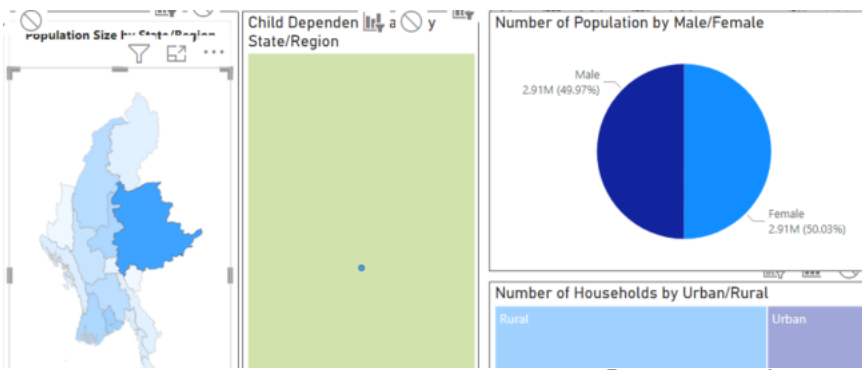 Population Size by State/Region
Child Dependen a y
State/Region
Number of Population by Male/Female
Male
2.91M (49.97%)
Female
2.91M (50.03%)
Number of Households by Urban/Rural
Rural
Urban